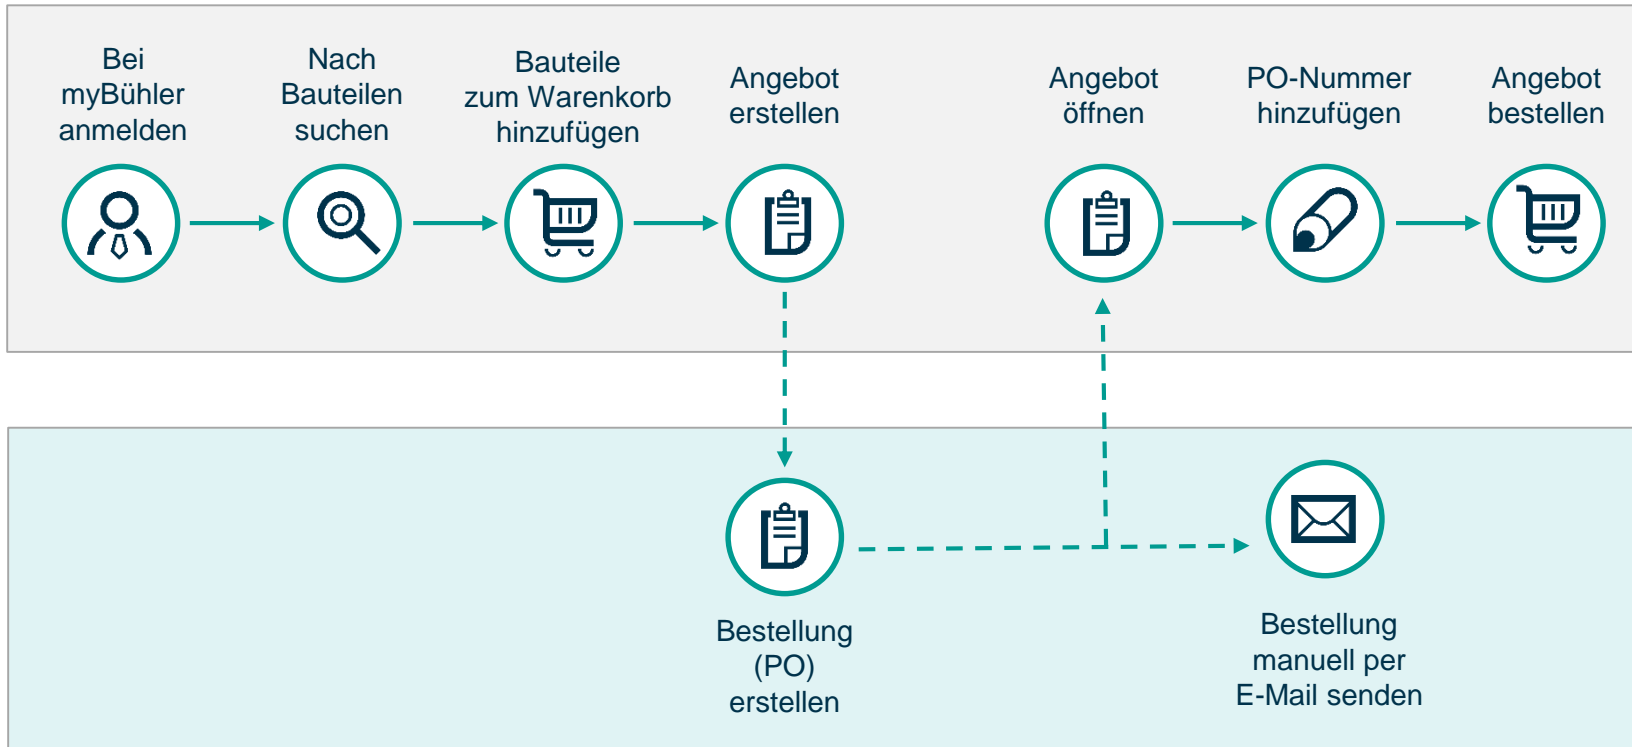 Bei
myBühler
anmelden
Nach
Bauteilen
suchen
Bauteile
zum Warenkorb
hinzufügen
Angebot
erstellen
Angebot
öffnen
PO-Nummer
hinzufügen
Angebot
bestellen
Bestellung
(PO)
erstellen
Bestellung
manuell per
E-Mail senden